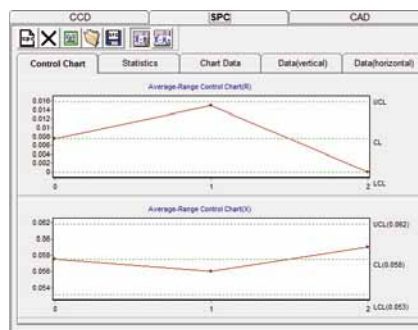 CCD SPC CAD
Control Chart Statistics Chart Data Data(vertical) Data(horizontal)
Average-Range Control Chart(R)
0.016
0.014
0.012
0.01
0.008
0.006
0.004
0.002
0
UCL
CL
LCL
0 1 2
Average-Range Control Chart(X)
0.062
0.06
0.058
0.056
0.054
UCL(0.062)
CL(0.058)
LCL(0.053)
0 1 2